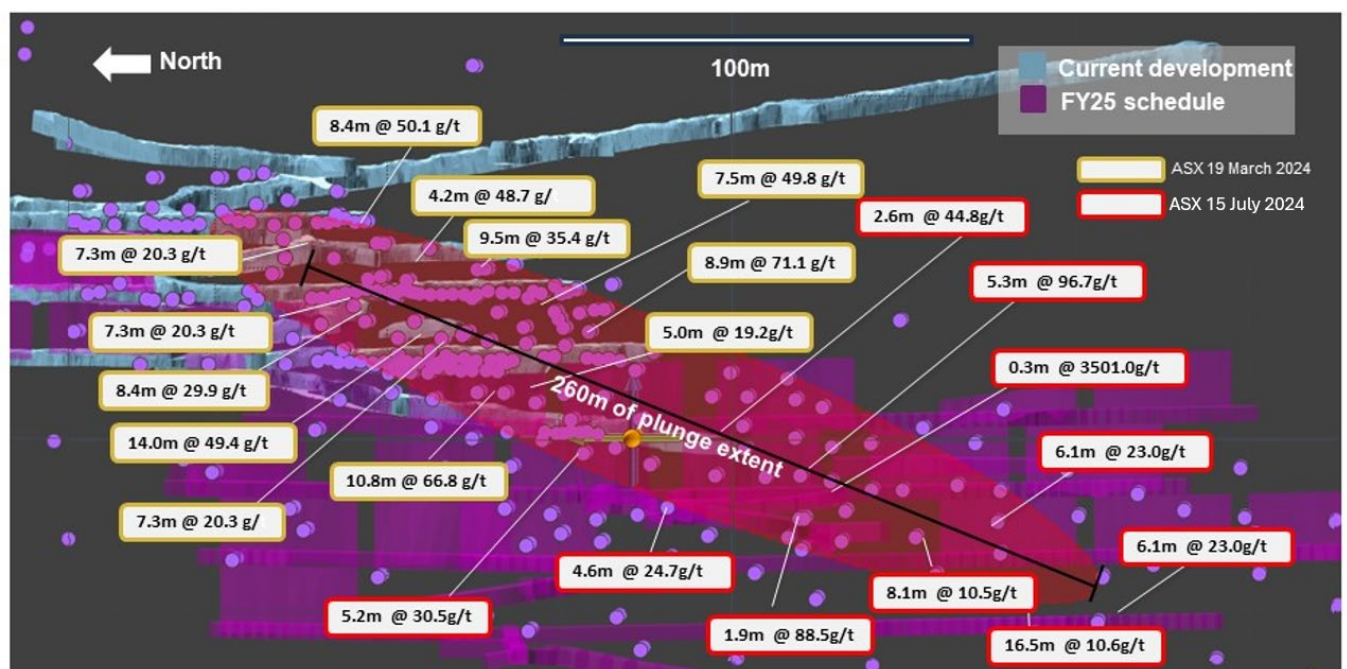 North
100m
Current development
FY25 schedule
ASX 19 March 2024
ASX 15 July 2024
8.4m @ 50.1 g/t
4.2m @ 48.7 g/
7.5m @ 49.8 g/t
2.6m @ 44.8g/t
7.3m @ 20.3 g/t
9.5m @ 35.4 g/t
8.9m @ 71.1 g/t
5.3m @ 96.7g/t
7.3m @ 20.3 g/t
5.0m @ 19.2g/t
8.4m @ 29.9 g/t
0.3m @ 3501.0g/t
260m of plunge extent
14.0m @ 49.4 g/t
6.1m @ 23.0g/t
10.8m @ 66.8 g/t
7.3m @ 20.3 g/
6.1m @ 23.0g/t
4.6m @ 24.7g/t
8.1m @ 10.5g/t
5.2m @ 30.5g/t
1.9m @ 88.5g/t
16.5m @ 10.6g/t